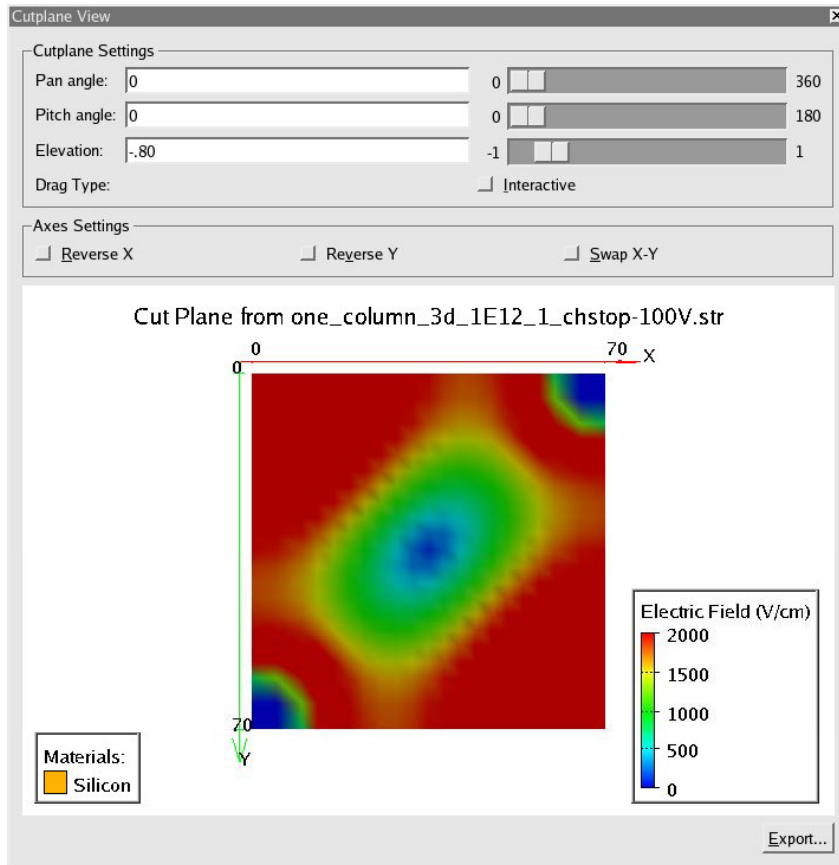 Cutplane View
Cutplane Settings
Pan angle: 0 0 360
Pitch angle: 0 0 180
Elevation: -.80 -1 1
Drag Type: Interactive
Axes Settings
Reverse X Reverse Y Swap X-Y
Cut Plane from one_column_3d_1E12_1_chstop-100V.str
0 70 X
0
70
Y
Electric Field (V/cm)
2000
1500
1000
500
0
Materials:
Silicon
Export...